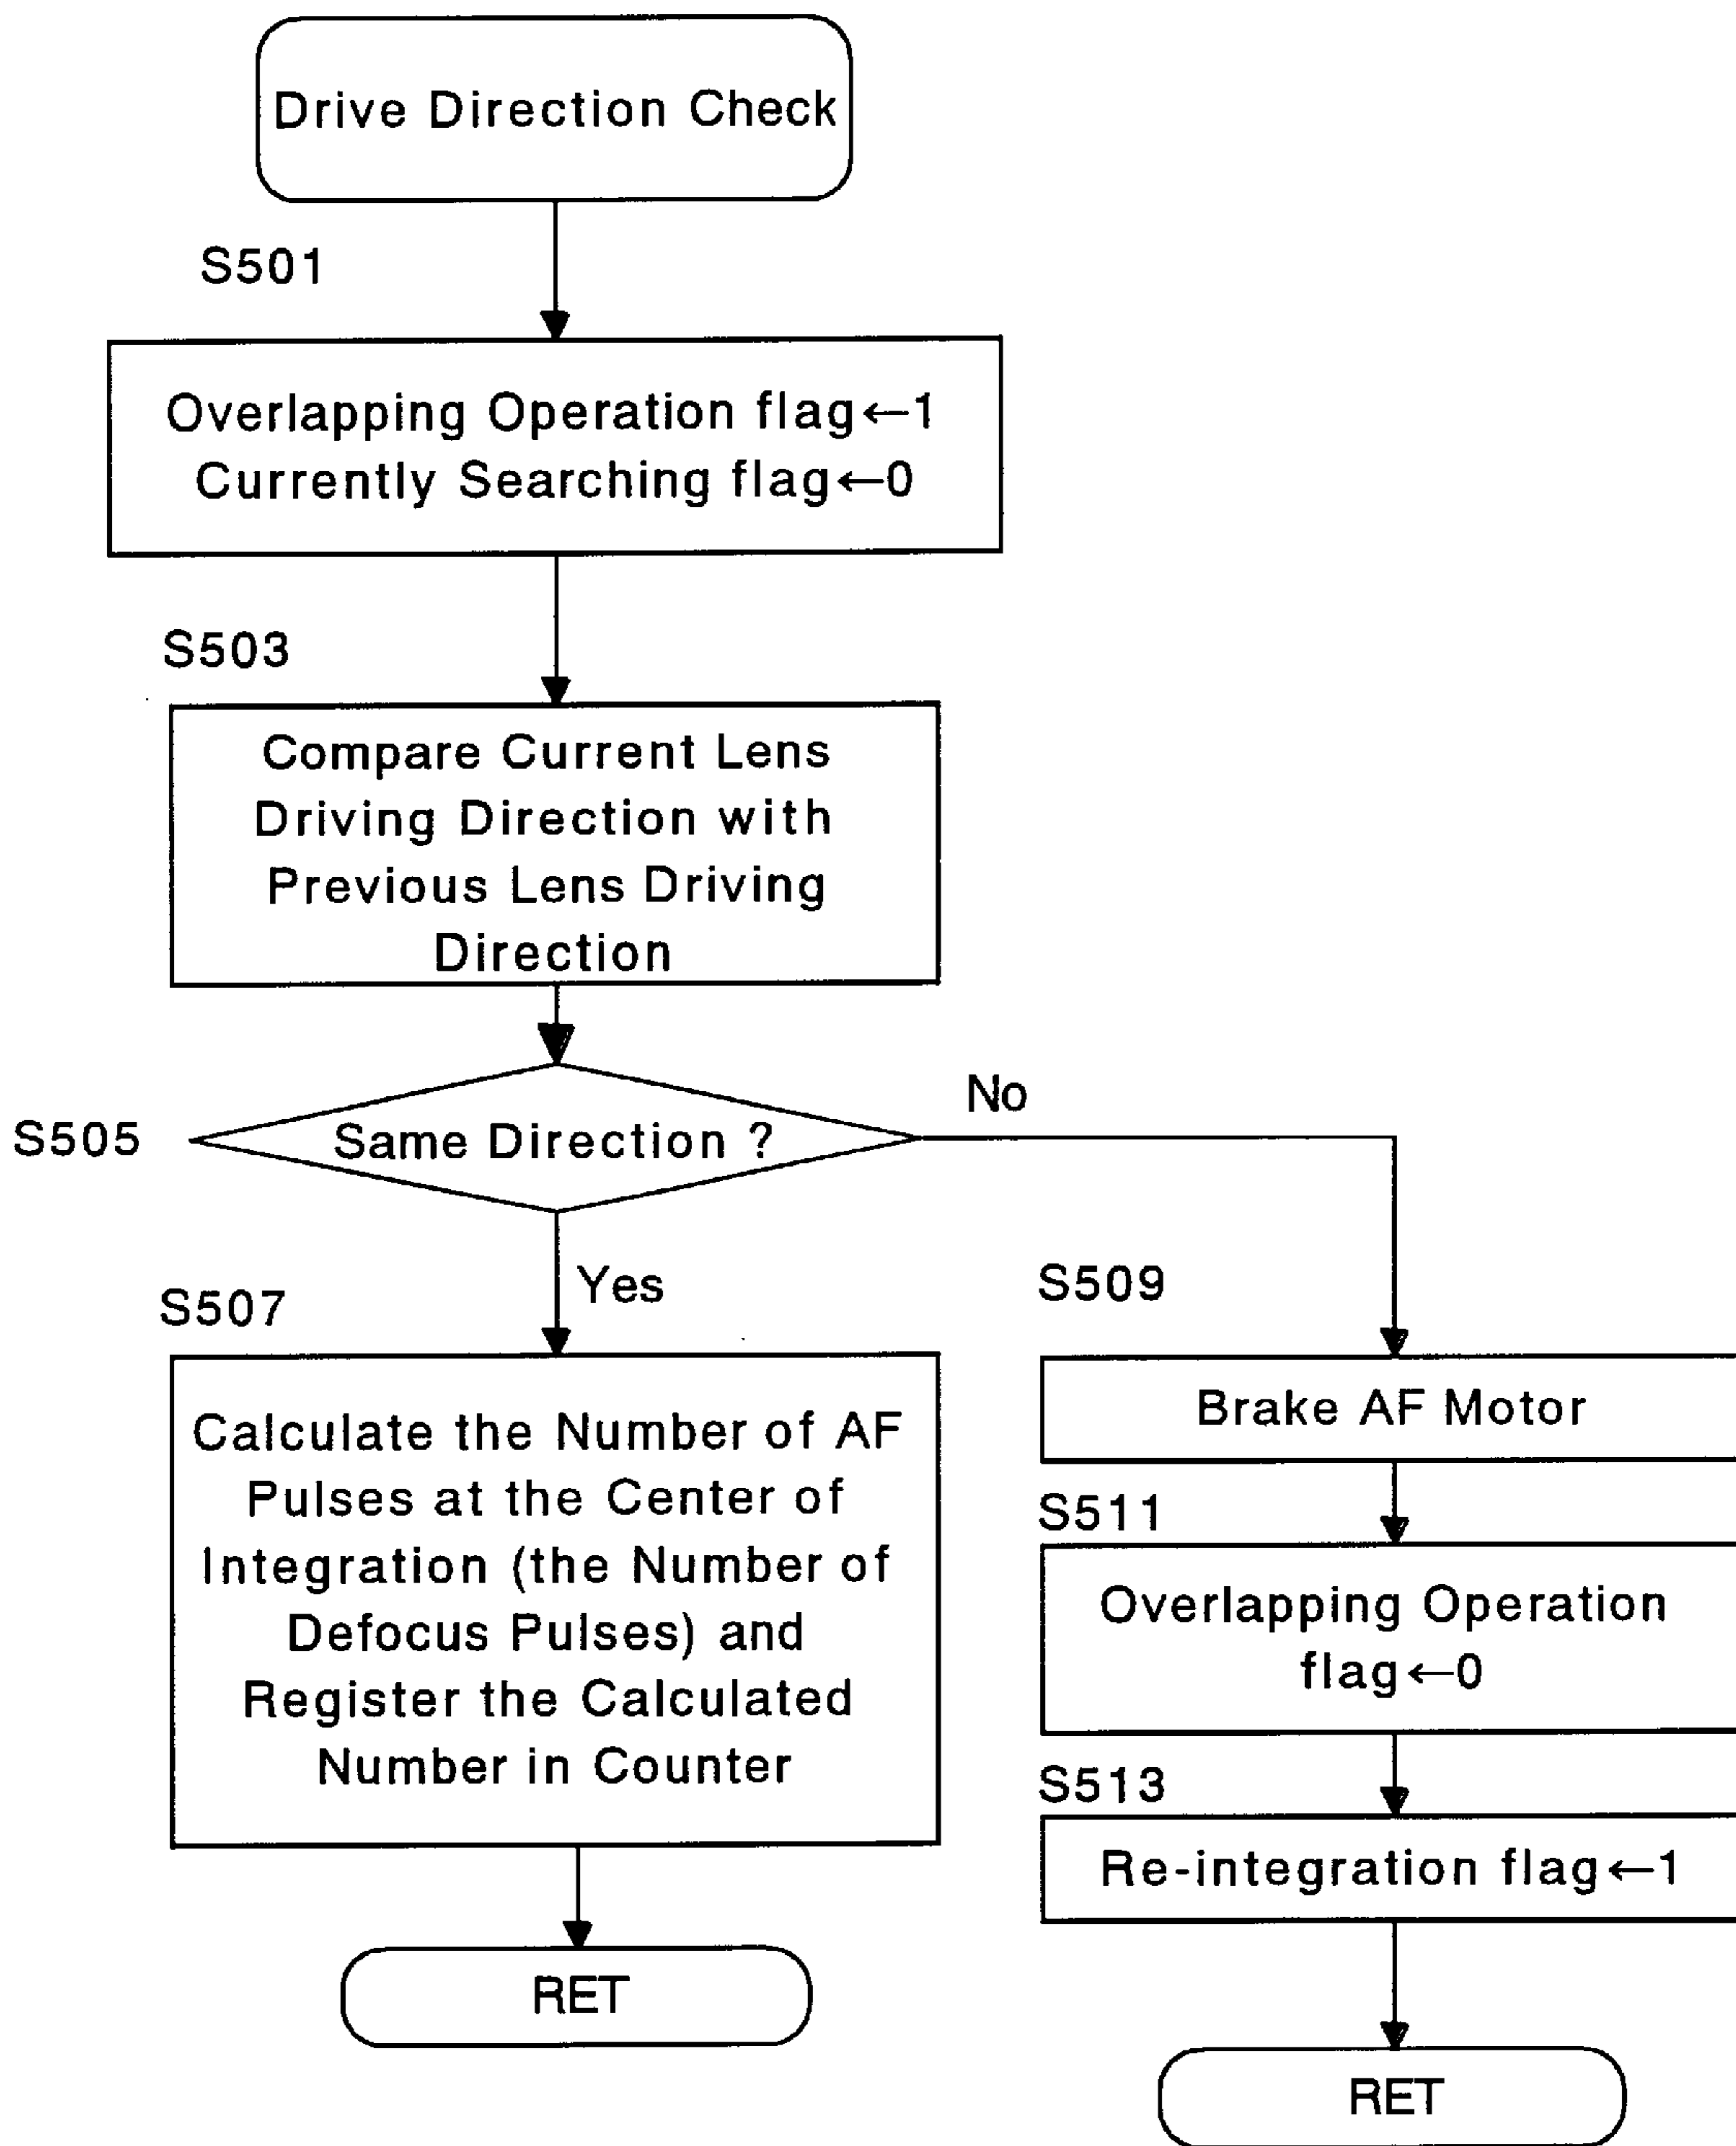 Drive Direction Check
S501
Overlapping Operation flag←1
Currently Searching flag←0
S503
Compare Current Lens
Driving Direction with
Previous Lens Driving
Direction
S505
Same Direction ?
No
Yes
S507
Calculate the Number of AF
Pulses at the Center of
Integration (the Number of
Defocus Pulses) and
Register the Calculated
Number in Counter
RET
S509
Brake AF Motor
S511
Overlapping Operation
flag←0
S513
Re-integration flag←1
RET